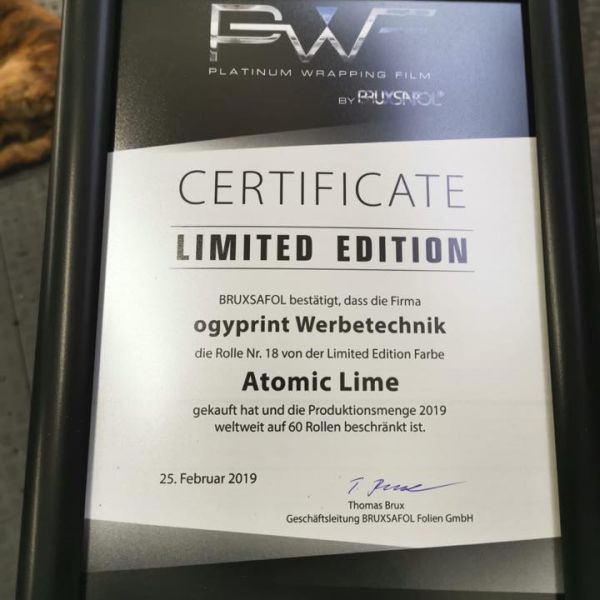 PWF
PLATINUM WRAPPING FILM
BY BRUXSAFOL®
CERTIFICATE
LIMITED EDITION
BRUXSAFOL bestätigt, dass die Firma
ogyprint Werbetechnik
die Rolle Nr. 18 von der Limited Edition Farbe
Atomic Lime
gekauft hat und die Produktionsmenge 2019
weltweit auf 60 Rollen beschränkt ist.
25. Februar 2019
T. Brux
Thomas Brux
Geschäftsleitung BRUXSAFOL Folien GmbH